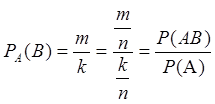 P_A(B) = m/k = (m/n)/(k/n) = P(AB)/P(A)